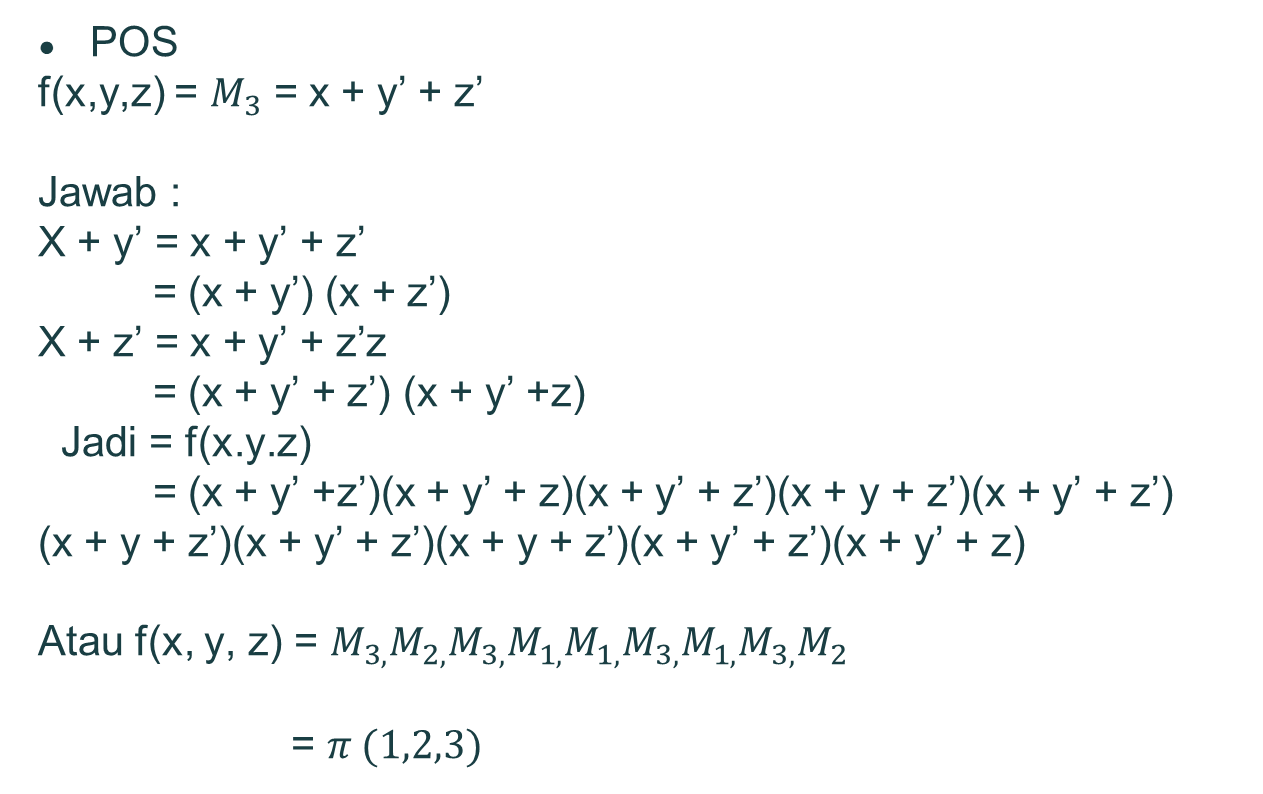 • POS
f(x,y,z) = M₃ = x + y’ + z’
Jawab :
X + y’ = x + y’ + z’
= (x + y’) (x + z’)
X + z’ = x + y’ + z’z
= (x + y’ + z’) (x + y’ +z)
Jadi = f(x.y.z)
= (x + y’ +z’)(x + y’ + z)(x + y’ + z’)(x + y + z’)(x + y’ + z’)
(x + y + z’)(x + y’ + z’)(x + y + z’)(x + y’ + z’)(x + y’ + z)
Atau f(x, y, z) = M₃,M₂,M₃,M₁,M₁,M₃,M₁,M₃,M₂
= π (1,2,3)